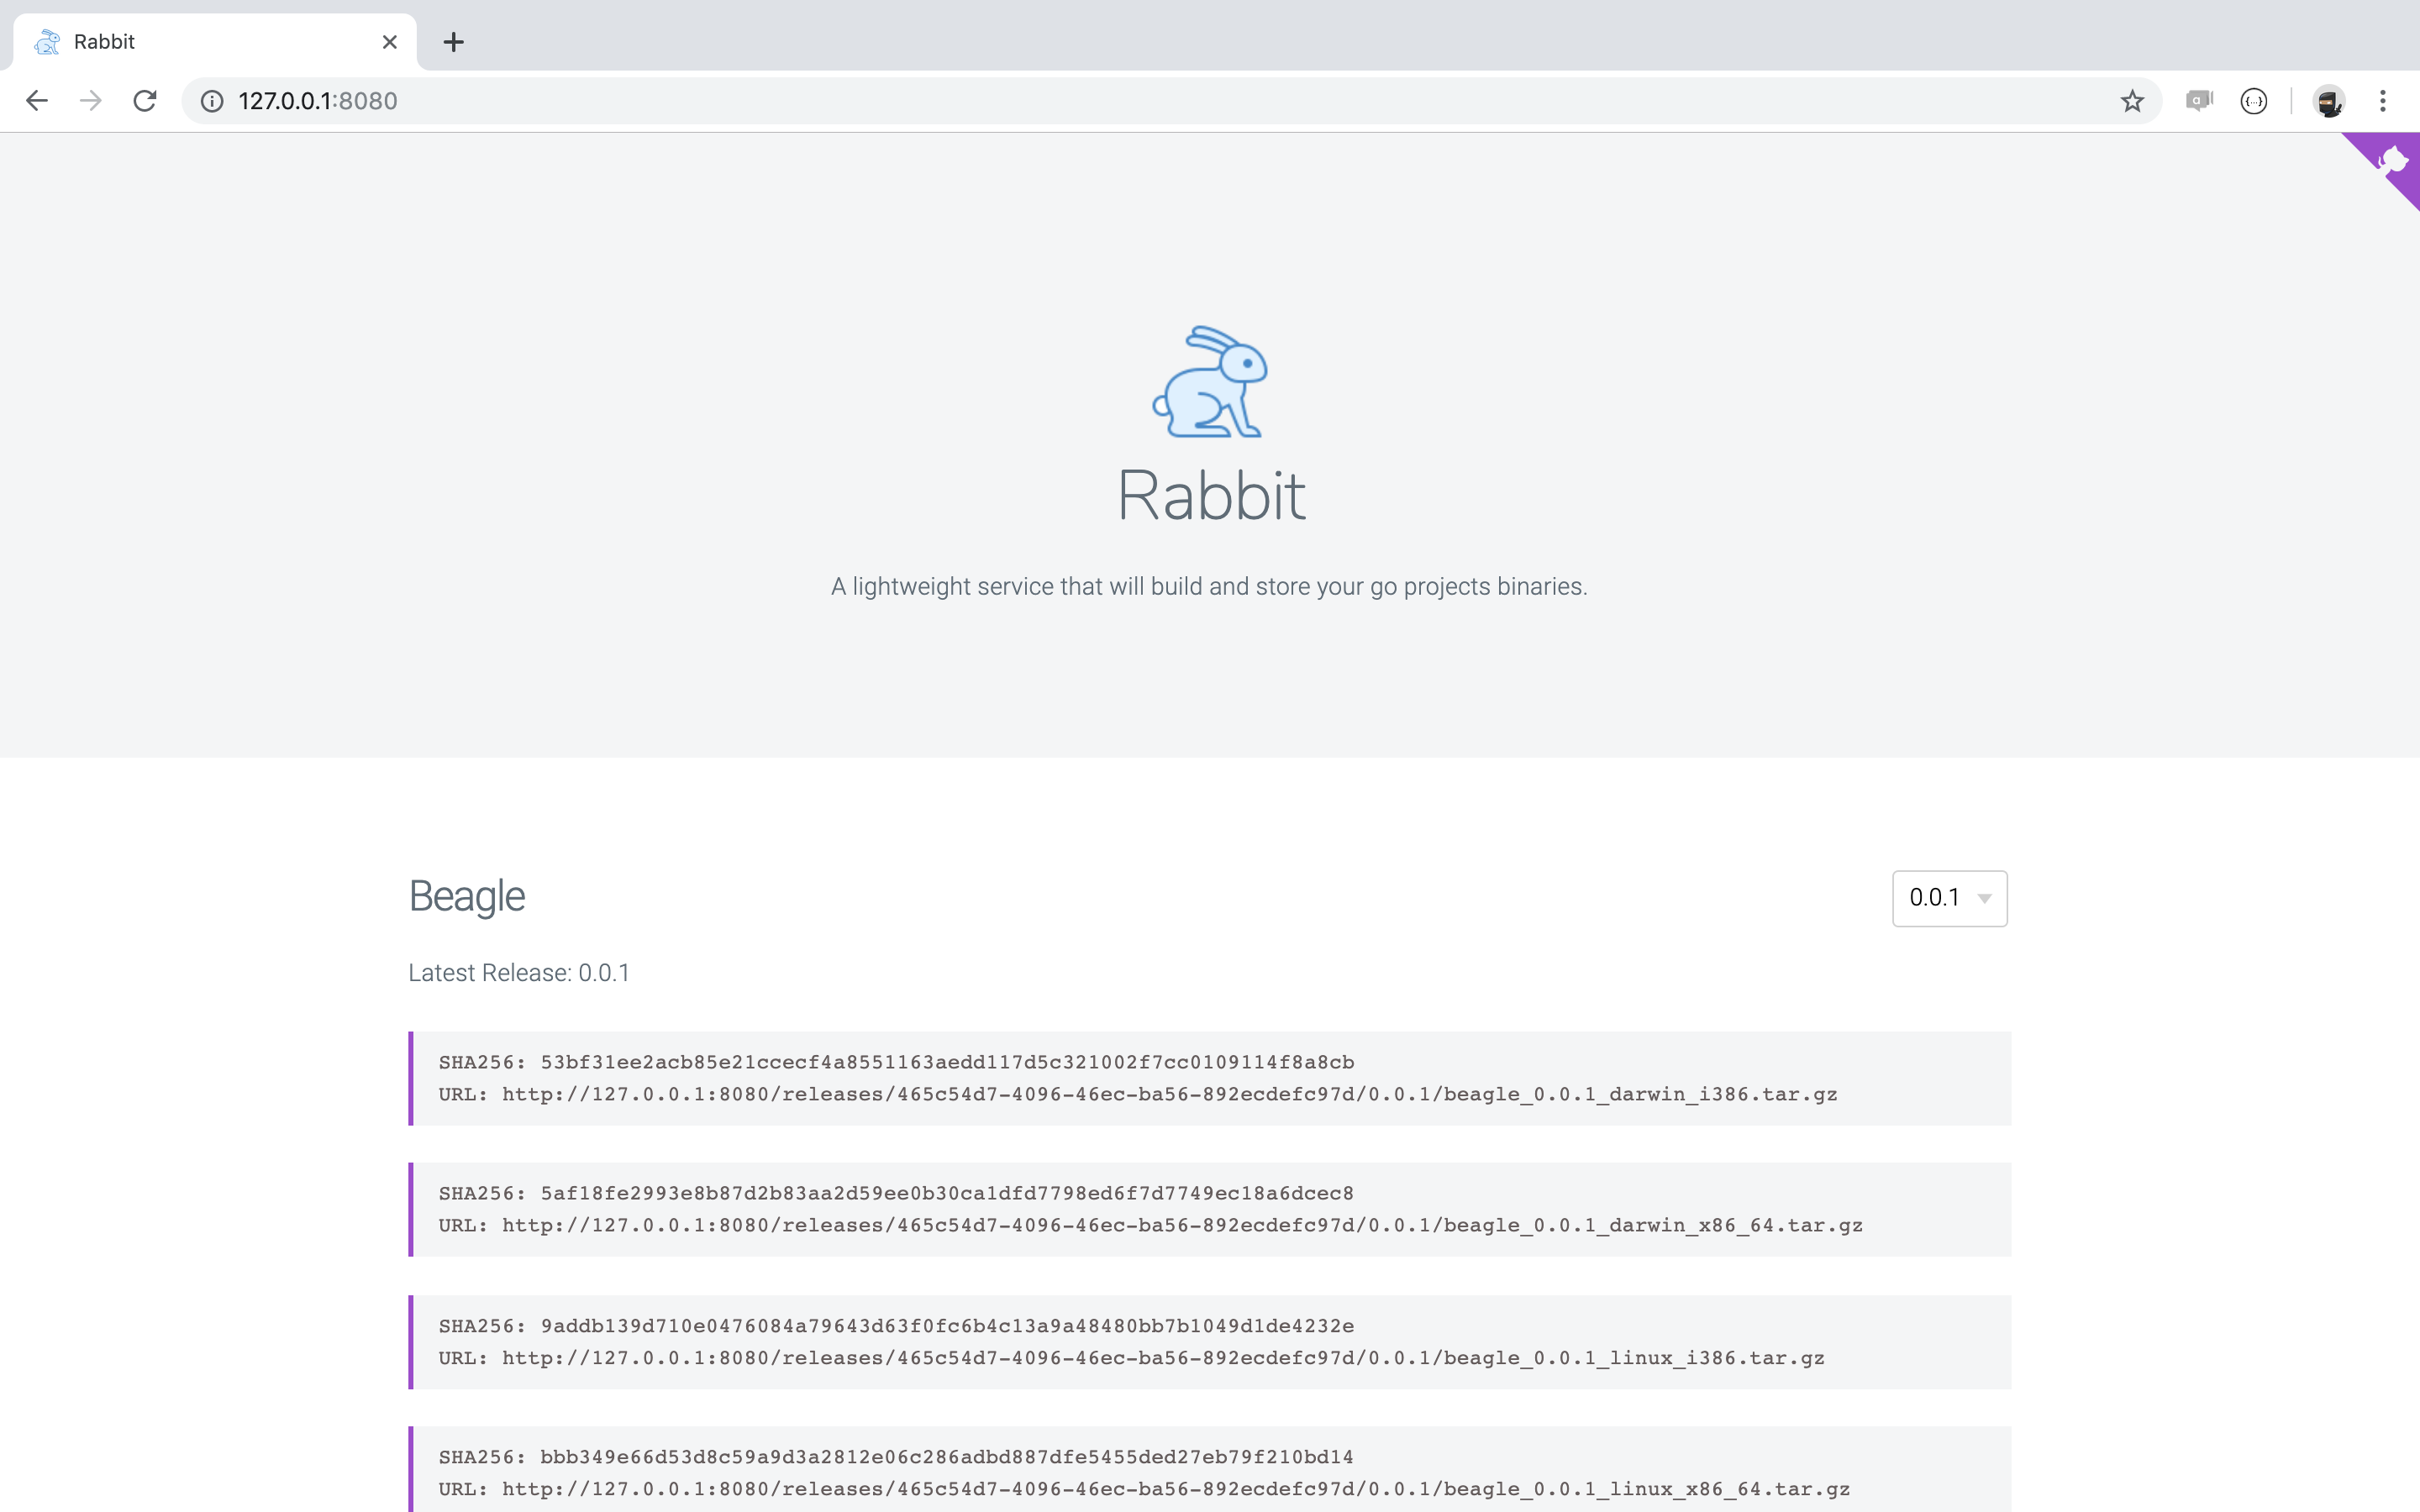 Rabbit
127.0.0.1:8080
Rabbit
A lightweight service that will build and store your go projects binaries.
Beagle
0.0.1
Latest Release: 0.0.1
SHA256: 53bf31ee2acb85e21ccecf4a8551163aedd117d5c321002f7cc0109114f8a8cb
URL: http://127.0.0.1:8080/releases/465c54d7-4096-46ec-ba56-892ecdefc97d/0.0.1/beagle_0.0.1_darwin_i386.tar.gz
SHA256: 5af18fe2993e8b87d2b83aa2d59ee0b30ca1dfd7798ed6f7d7749ec18a6dcec8
URL: http://127.0.0.1:8080/releases/465c54d7-4096-46ec-ba56-892ecdefc97d/0.0.1/beagle_0.0.1_darwin_x86_64.tar.gz
SHA256: 9addb139d710e0476084a79643d63f0fc6b4c13a9a48480bb7b1049d1de4232e
URL: http://127.0.0.1:8080/releases/465c54d7-4096-46ec-ba56-892ecdefc97d/0.0.1/beagle_0.0.1_linux_i386.tar.gz
SHA256: bbb349e66d53d8c59a9d3a2812e06c286adbd887dfe5455ded27eb79f210bd14
URL: http://127.0.0.1:8080/releases/465c54d7-4096-46ec-ba56-892ecdefc97d/0.0.1/beagle_0.0.1_linux_x86_64.tar.gz